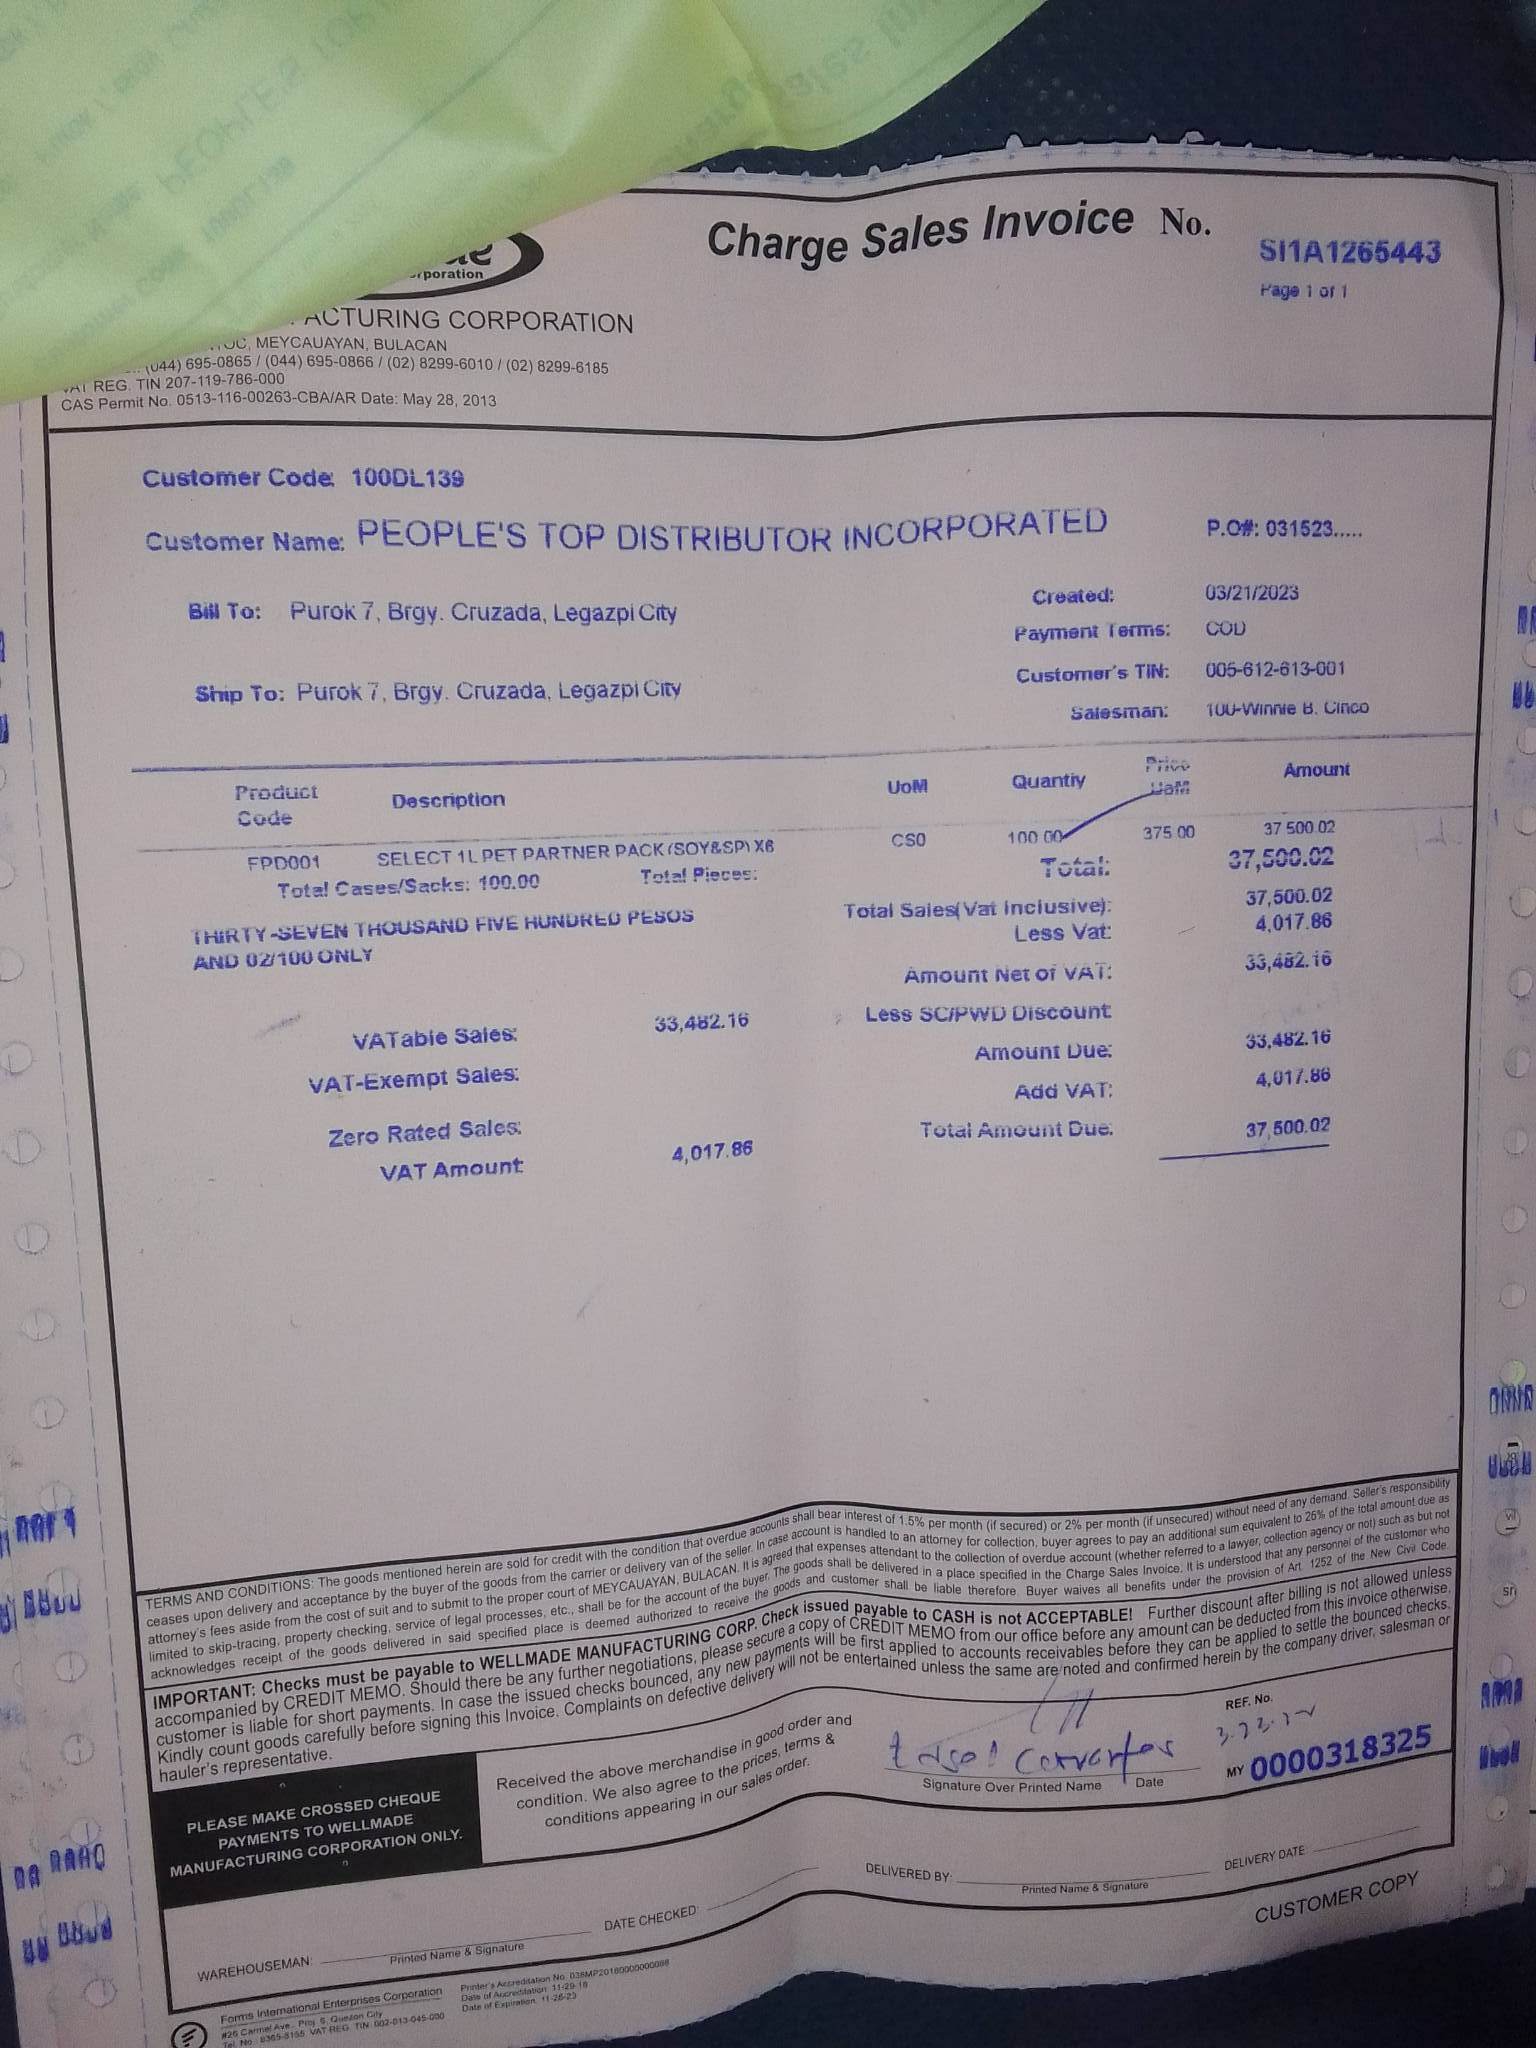 Charge Sales Invoice No. SI1A1265443
Page 1 of 1
ACTURING CORPORATION
MEYCAUAYAN, BULACAN
(044) 695-0865 / (044) 695-0866 / (02) 8299-6010 / (02) 8299-6185
VAT REG. TIN 207-119-786-000
CAS Permit No. 0513-116-00263-CBA/AR Date: May 28, 2013
Customer Code: 100DL139
Customer Name: PEOPLE'S TOP DISTRIBUTOR INCORPORATED
P.O#: 031523.....
Bill To: Purok 7, Brgy. Cruzada, Legazpi City
Created: 03/21/2023
Payment Terms: COD
Ship To: Purok 7, Brgy. Cruzada, Legazpi City
Customer's TIN: 005-612-613-001
Salesman: 100-Winnie B. Cinco
Product Code Description UoM Quantiy Price UoM Amount
FPD001 SELECT 1L PET PARTNER PACK (SOY&SP) X6 CS0 100.00 375.00 37,500.02
Total Cases/Sacks: 100.00 Total Pieces: Total: 37,500.02
THIRTY-SEVEN THOUSAND FIVE HUNDRED PESOS
AND 02/100 ONLY
Total Sales(Vat Inclusive): 37,500.02
Less Vat: 4,017.86
Amount Net of VAT: 33,482.16
VATable Sales: 33,482.16
Less SC/PWD Discount
VAT-Exempt Sales:
Amount Due: 33,482.16
Add VAT: 4,017.86
Zero Rated Sales:
Total Amount Due: 37,500.02
VAT Amount: 4,017.86
TERMS AND CONDITIONS: The goods mentioned herein are sold for credit with the condition that overdue accounts shall bear interest of 1.5% per month (if secured) or 2% per month (if unsecured) without need of any demand. Seller's responsibility
ceases upon delivery and acceptance by the buyer of the goods from the carrier or delivery van of the seller. In case account is handled to an attorney for collection, buyer agrees to pay an additional sum equivalent to 26% of the total amount due as
attorney's fees aside from the cost of suit and to submit to the proper court of MEYCAUAYAN, BULACAN. It is agreed that expenses attendant to the collection of overdue account (whether referred to a lawyer, collection agency or not) such as but not
limited to skip-tracing, property checking, service of legal processes, etc., shall be for the account of the buyer. The goods shall be delivered in a place specified in the Charge Sales Invoice. It is understood that any personnel of the customer who
acknowledges receipt of the goods delivered in said specified place is deemed authorized to receive the goods and customer shall be liable therefore. Buyer waives all benefits under the provision of Art. 1252 of the New Civil Code.
IMPORTANT: Checks must be payable to WELLMADE MANUFACTURING CORP. Check issued payable to CASH is not ACCEPTABLE! Further discount after billing is not allowed unless
accompanied by CREDIT MEMO. Should there be any further negotiations, please secure a copy of CREDIT MEMO from our office before any amount can be deducted from this invoice otherwise,
customer is liable for short payments. In case the issued checks bounced, any new payments will be first applied to accounts receivables before they can be applied to settle the bounced checks.
Kindly count goods carefully before signing this Invoice. Complaints on defective delivery will not be entertained unless the same are noted and confirmed herein by the company driver, salesman or
hauler's representative.
PLEASE MAKE CROSSED CHEQUE
PAYMENTS TO WELLMADE
MANUFACTURING CORPORATION ONLY.
Received the above merchandise in good order and
condition. We also agree to the prices, terms &
conditions appearing in our sales order.
Signature Over Printed Name Date
REF. No.
MY 0000318325
WAREHOUSEMAN:
Printed Name & Signature
DATE CHECKED:
DELIVERED BY:
Printed Name & Signature
DELIVERY DATE
CUSTOMER COPY
Forms International Enterprises Corporation
#26 Carmel Ave., Proj. 6, Quezon City
Tel. No.: 8365-8155 VAT REG. TIN: 002-013-045-000
Date of Accreditation: 11-29-18